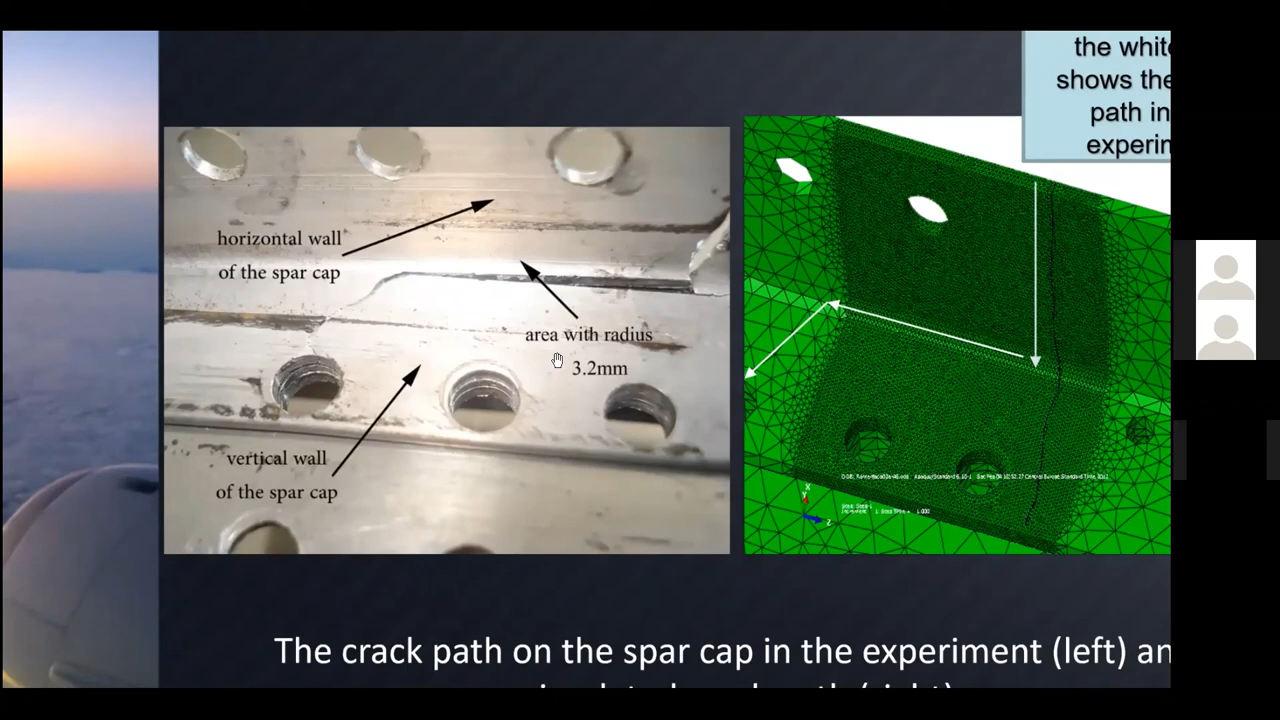 the white
shows the
path in
experim
horizontal wall
of the spar cap
area with radius
3.2mm
vertical wall
of the spar cap
X
Y
Z
The crack path on the spar cap in the experiment (left) an